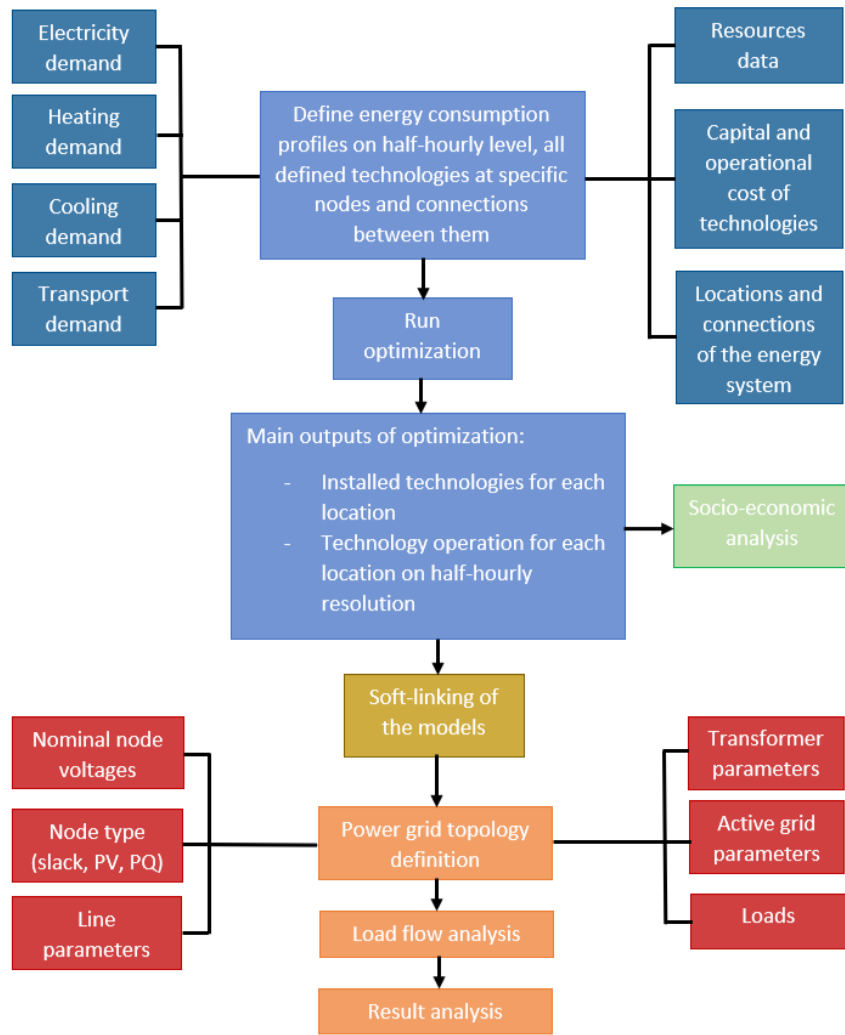 Electricity
demand
Heating
demand
Cooling
demand
Transport
demand
Define energy consumption
profiles on half-hourly level, all
defined technologies at specific
nodes and connections
between them
Resources
data
Capital and
operational
cost of
technologies
Locations and
connections
of the energy
system
Run
optimization
Main outputs of optimization:
- Installed technologies for each
location
- Technology operation for each
location on half-hourly
resolution
Socio-economic
analysis
Soft-linking of
the models
Nominal node
voltages
Node type
(slack, PV, PQ)
Line
parameters
Power grid topology
definition
Transformer
parameters
Active grid
parameters
Loads
Load flow analysis
Result analysis